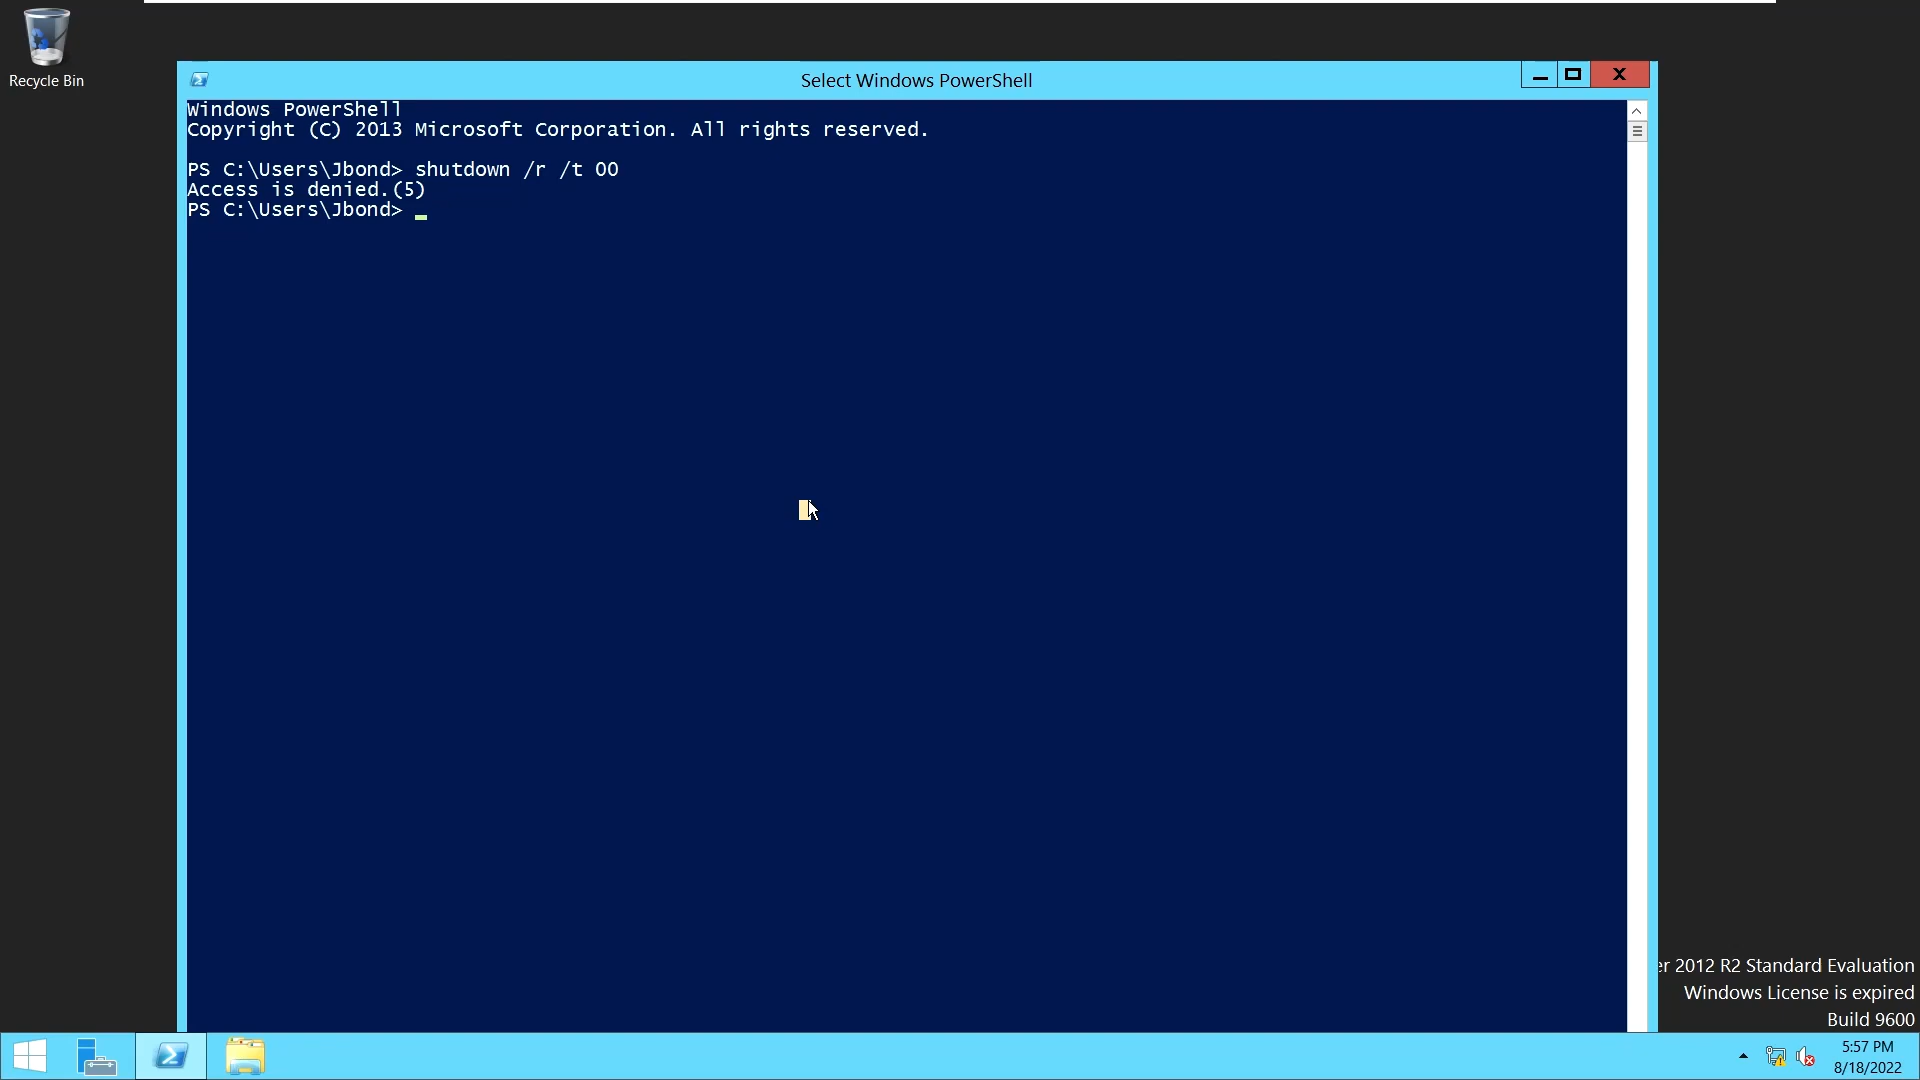 Recycle Bin
Select Windows PowerShell
Windows PowerShell
Copyright (C) 2013 Microsoft Corporation. All rights reserved.
PS C:\Users\Jbond> shutdown /r /t 00
Access is denied.(5)
PS C:\Users\Jbond>
er 2012 R2 Standard Evaluation
Windows License is expired
Build 9600
5:57 PM
8/18/2022